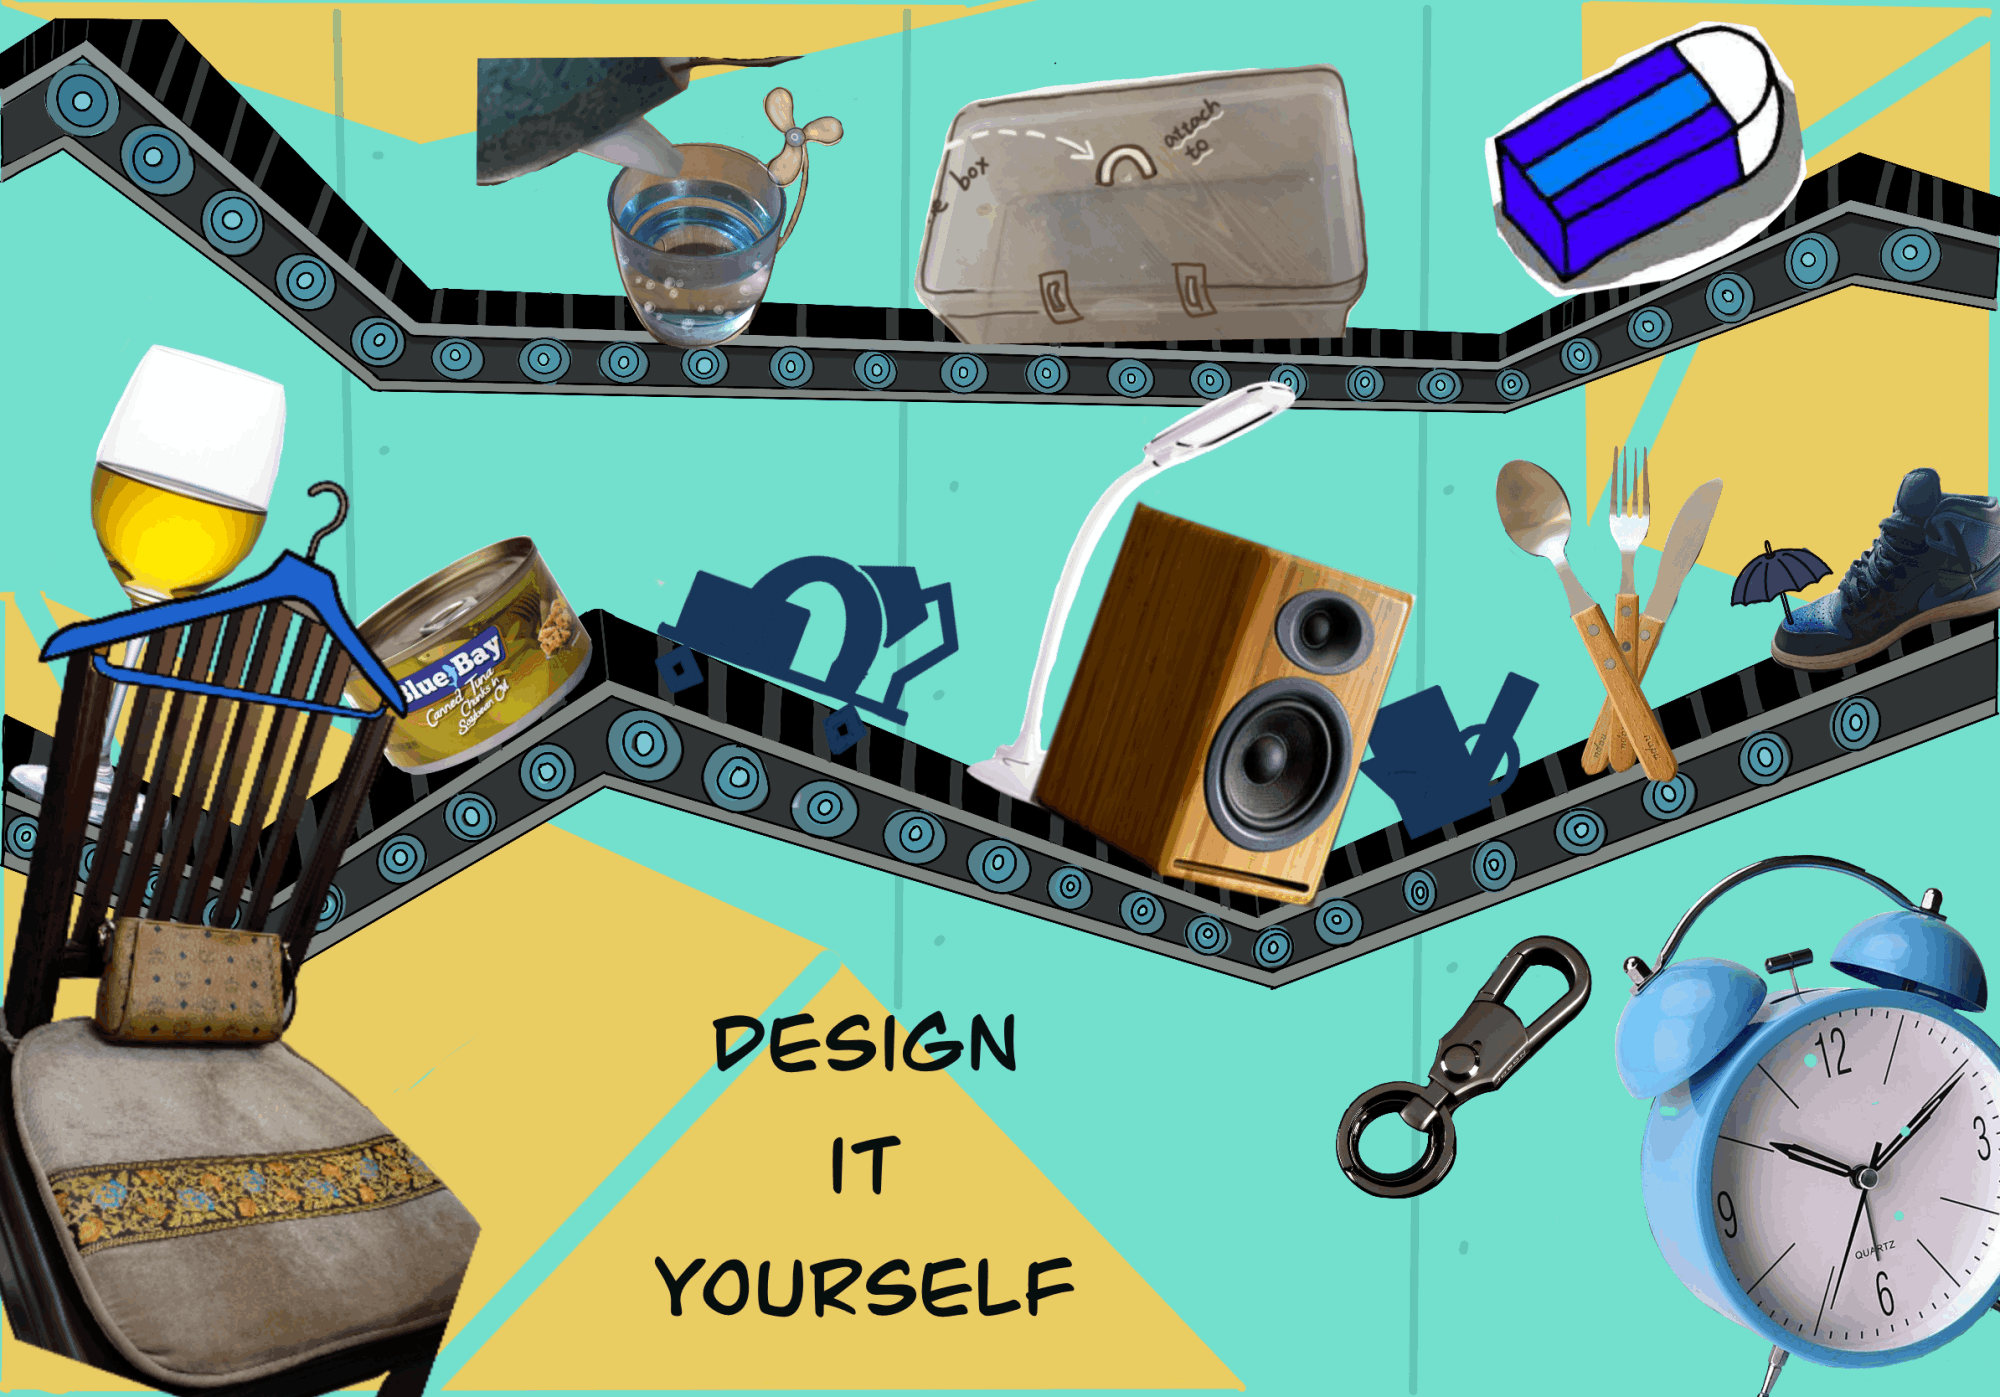 attach
to
e box
Blue Bay
Canned Tuna
Chunks in
Soybean Oil
12
3
9
QUARTZ
6
DESIGN
IT
YOURSELF